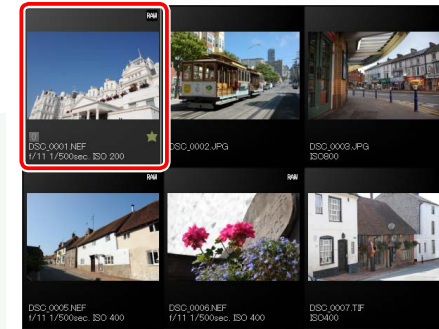 RAW
DSC_0001.NEF
f/11 1/500sec. ISO 200
DSC_0002.JPG
DSC_0003.JPG
ISO800
RAW
DSC_0005.NEF
f/11 1/500sec. ISO 400
RAW
DSC_0006.NEF
f/11 1/500sec. ISO 400
DSC_0007.TIF
ISO400